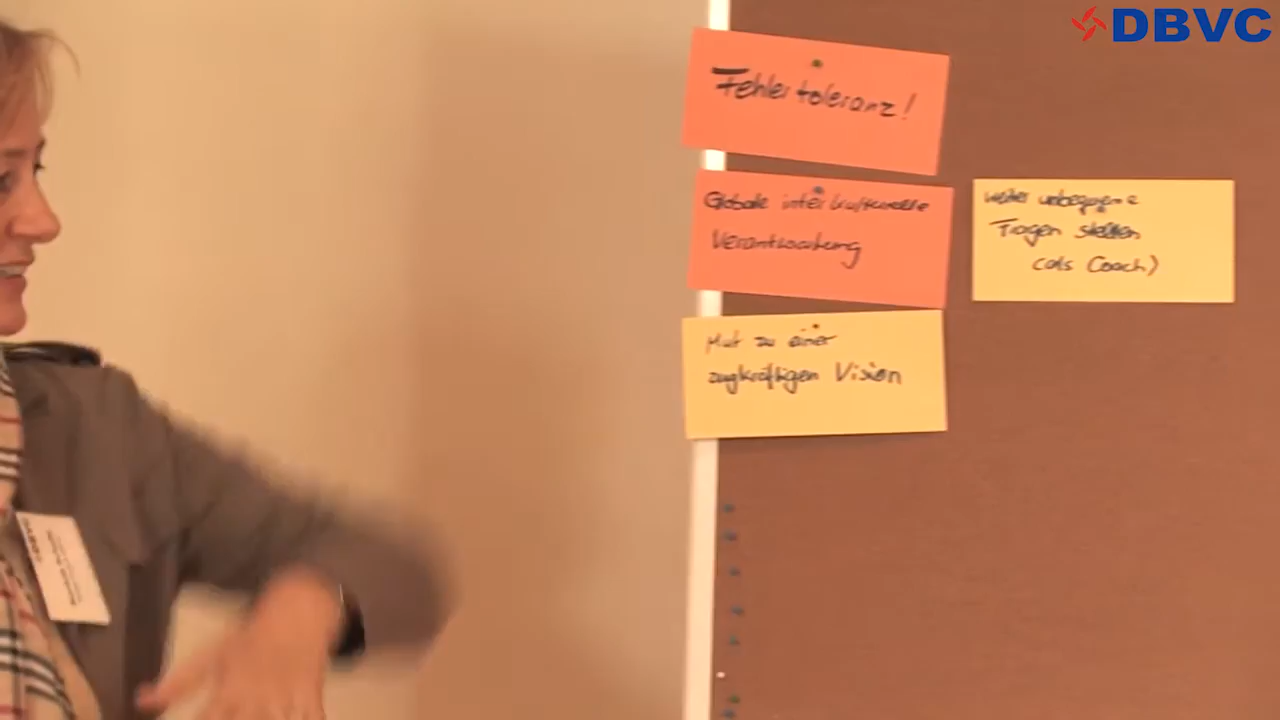 DBVC
Fehlertoleranz!
Globale interkulturelle
Verantwortung
Mut zu einer
zugkräftigen Vision
weiter unbequeme
Fragen stellen
(als Coach)